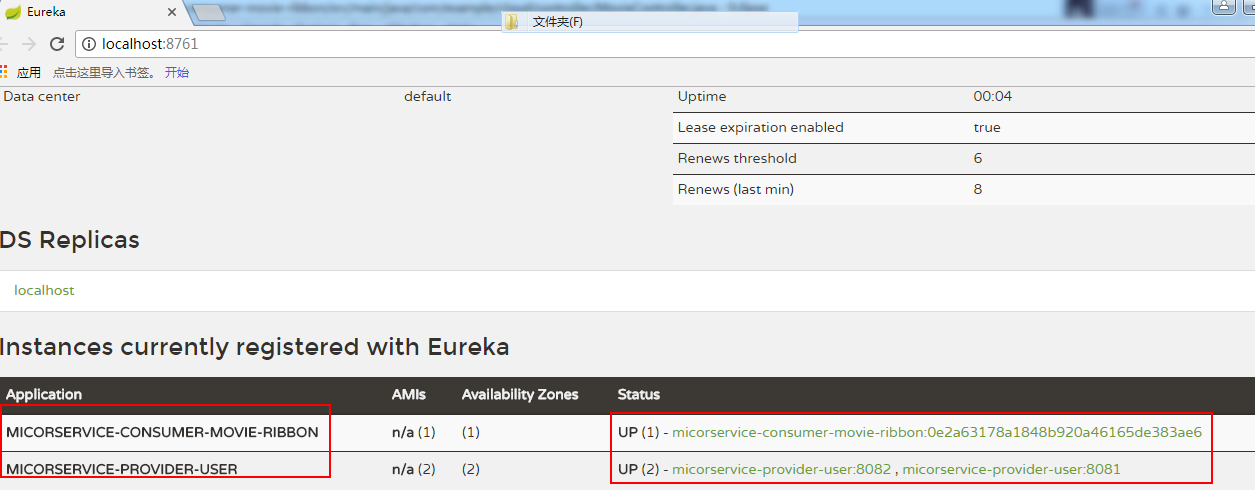 Eureka
文件夹(F)
localhost:8761
应用 点击这里导入书签。 开始
Data center default Uptime 00:04
Lease expiration enabled true
Renews threshold 6
Renews (last min) 8
DS Replicas
localhost
Instances currently registered with Eureka
Application AMIs Availability Zones Status
MICORSERVICE-CONSUMER-MOVIE-RIBBON n/a (1) (1) UP (1) - micorservice-consumer-movie-ribbon:0e2a63178a1848b920a46165de383ae6
MICORSERVICE-PROVIDER-USER n/a (2) (2) UP (2) - micorservice-provider-user:8082 , micorservice-provider-user:8081